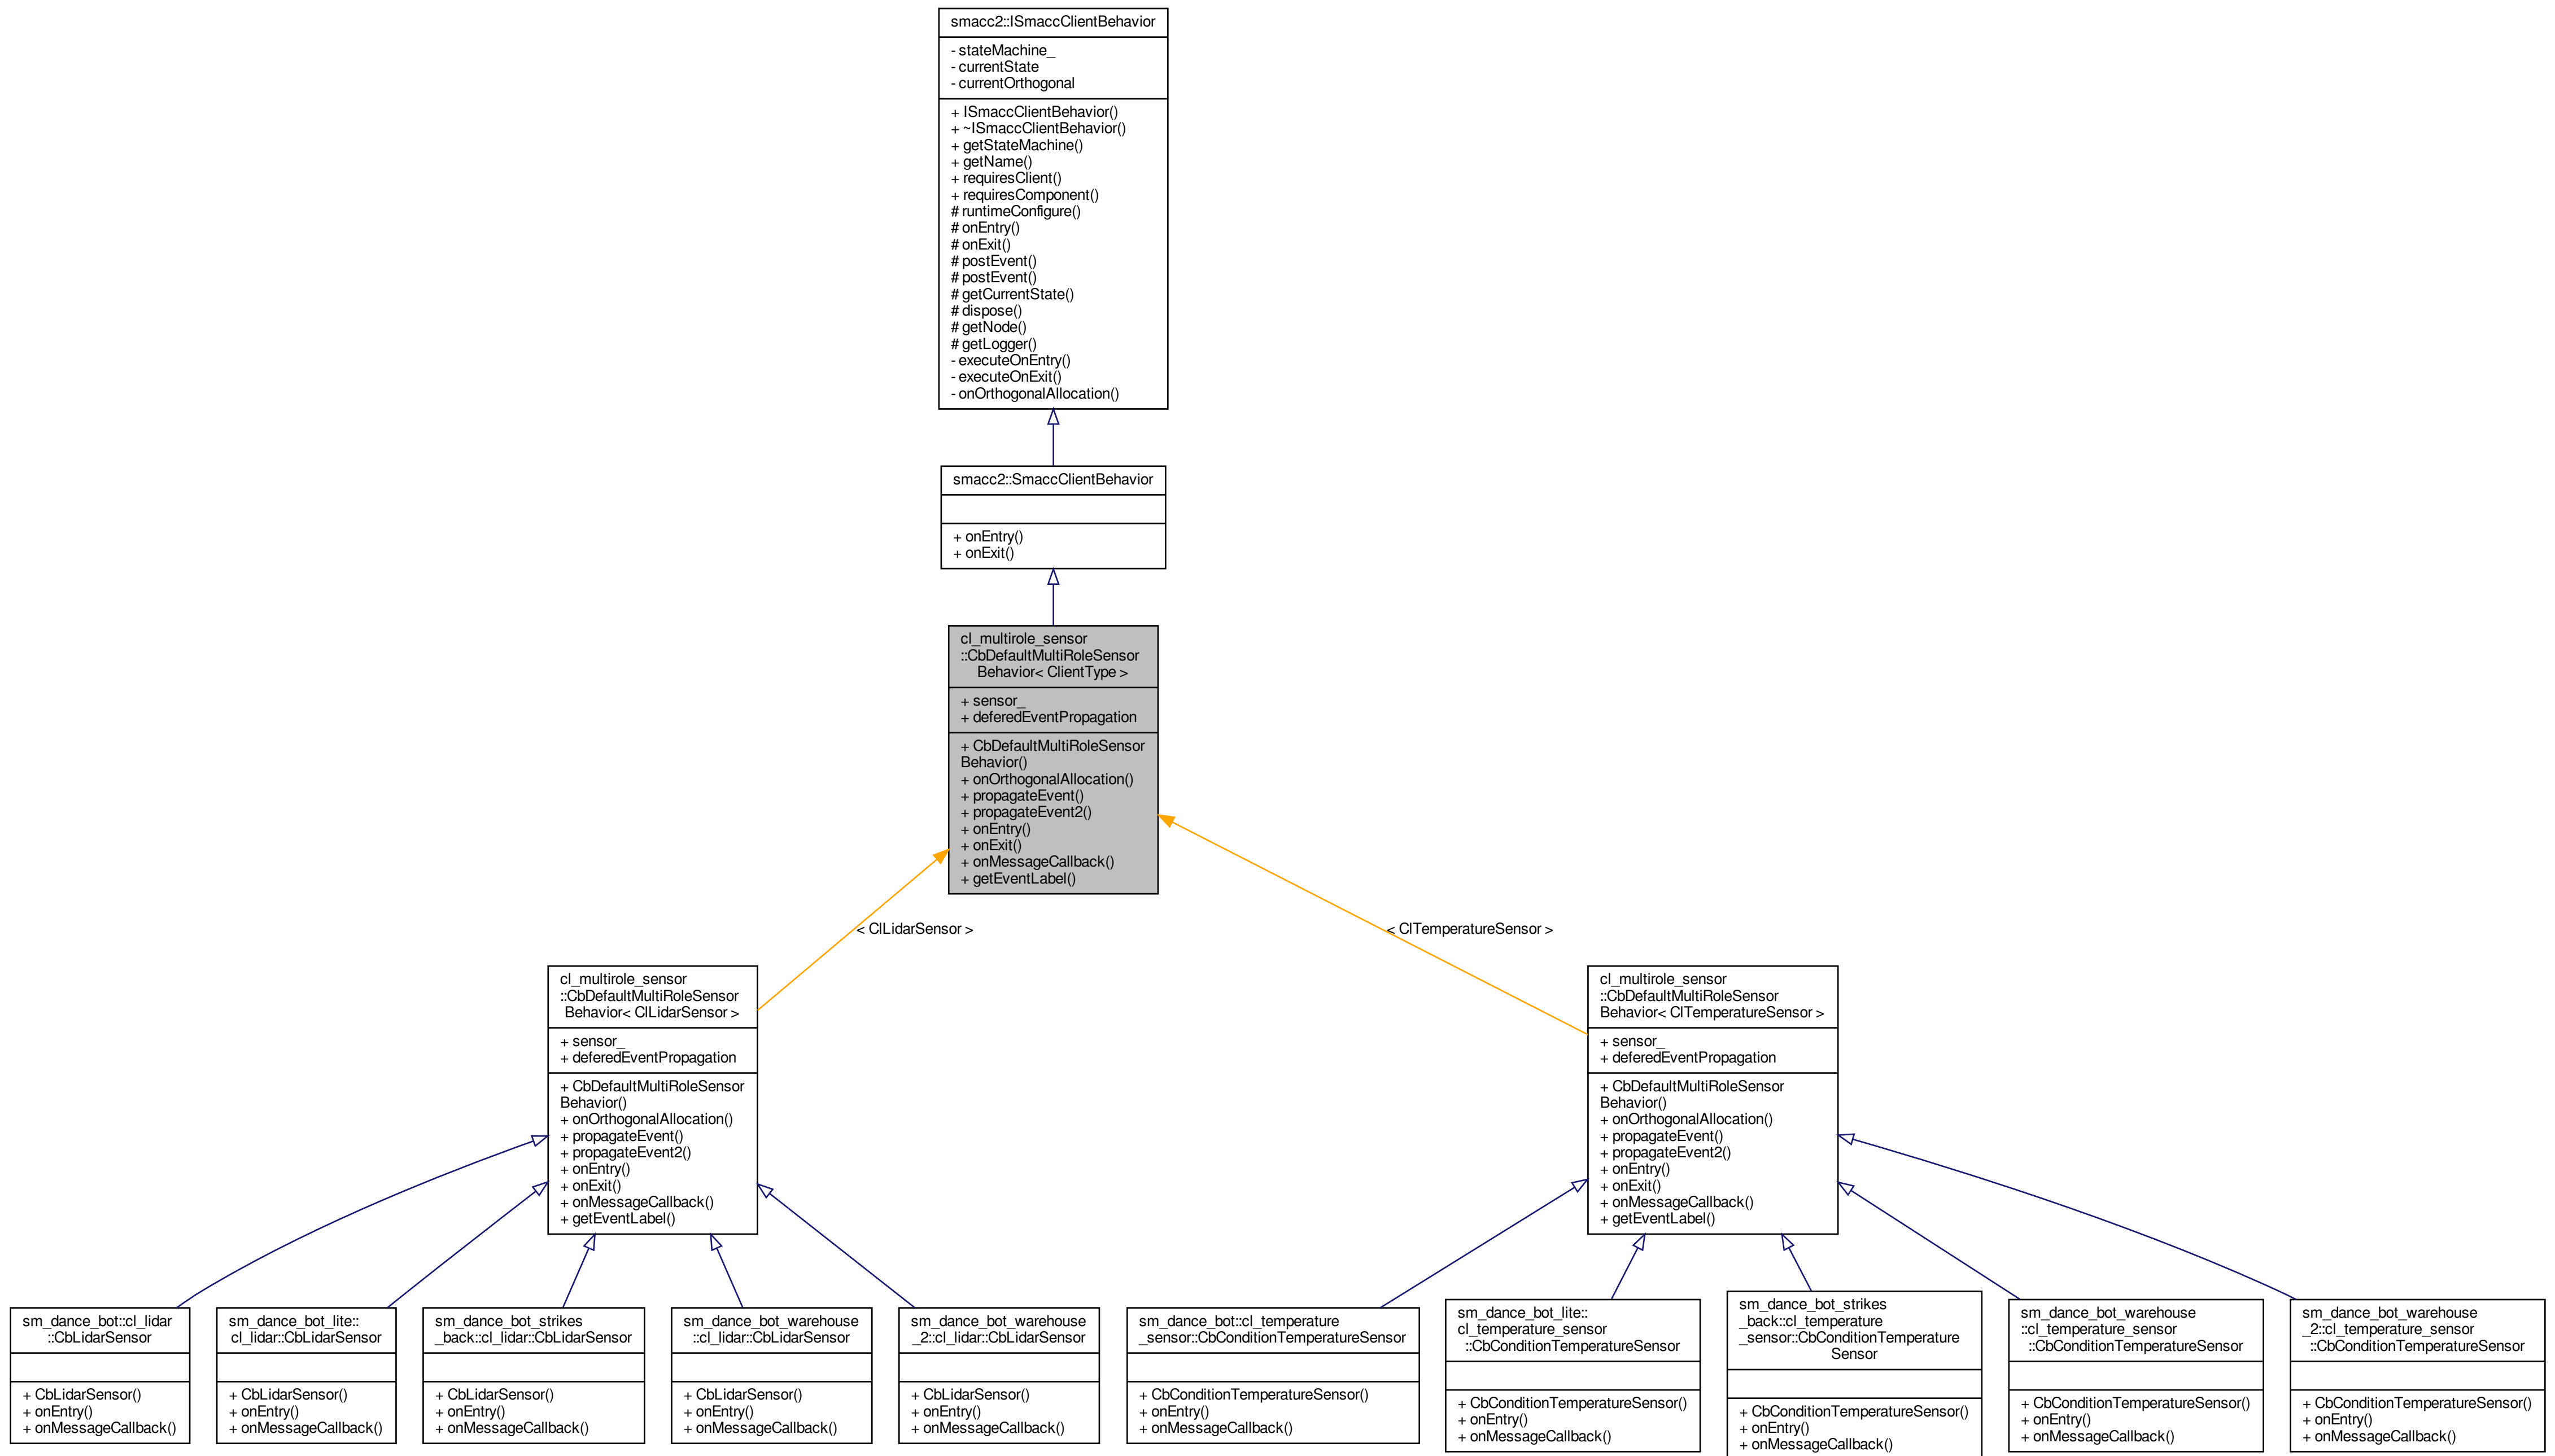 smacc2::ISmaccClientBehavior
- stateMachine_
- currentState
- currentOrthogonal
+ ISmaccClientBehavior()
+ ~ISmaccClientBehavior()
+ getStateMachine()
+ getName()
+ requiresClient()
+ requiresComponent()
# runtimeConfigure()
# onEntry()
# onExit()
# postEvent()
# postEvent()
# getCurrentState()
# dispose()
# getNode()
# getLogger()
- executeOnEntry()
- executeOnExit()
- onOrthogonalAllocation()
smacc2::SmaccClientBehavior
+ onEntry()
+ onExit()
cl_multirole_sensor
::CbDefaultMultiRoleSensor
Behavior< ClientType >
+ sensor_
+ deferedEventPropagation
+ CbDefaultMultiRoleSensor
Behavior()
+ onOrthogonalAllocation()
+ propagateEvent()
+ propagateEvent2()
+ onEntry()
+ onExit()
+ onMessageCallback()
+ getEventLabel()
< ClLidarSensor >
< ClTemperatureSensor >
cl_multirole_sensor
::CbDefaultMultiRoleSensor
Behavior< ClLidarSensor >
+ sensor_
+ deferedEventPropagation
+ CbDefaultMultiRoleSensor
Behavior()
+ onOrthogonalAllocation()
+ propagateEvent()
+ propagateEvent2()
+ onEntry()
+ onExit()
+ onMessageCallback()
+ getEventLabel()
cl_multirole_sensor
::CbDefaultMultiRoleSensor
Behavior< ClTemperatureSensor >
+ sensor_
+ deferedEventPropagation
+ CbDefaultMultiRoleSensor
Behavior()
+ onOrthogonalAllocation()
+ propagateEvent()
+ propagateEvent2()
+ onEntry()
+ onExit()
+ onMessageCallback()
+ getEventLabel()
sm_dance_bot::cl_lidar
::CbLidarSensor
+ CbLidarSensor()
+ onEntry()
+ onMessageCallback()
sm_dance_bot_lite::
cl_lidar::CbLidarSensor
+ CbLidarSensor()
+ onEntry()
+ onMessageCallback()
sm_dance_bot_strikes
_back::cl_lidar::CbLidarSensor
+ CbLidarSensor()
+ onEntry()
+ onMessageCallback()
sm_dance_bot_warehouse
::cl_lidar::CbLidarSensor
+ CbLidarSensor()
+ onEntry()
+ onMessageCallback()
sm_dance_bot_warehouse
_2::cl_lidar::CbLidarSensor
+ CbLidarSensor()
+ onEntry()
+ onMessageCallback()
sm_dance_bot::cl_temperature
_sensor::CbConditionTemperatureSensor
+ CbConditionTemperatureSensor()
+ onEntry()
+ onMessageCallback()
sm_dance_bot_lite::
cl_temperature_sensor
::CbConditionTemperatureSensor
+ CbConditionTemperatureSensor()
+ onEntry()
+ onMessageCallback()
sm_dance_bot_strikes
_back::cl_temperature
_sensor::CbConditionTemperature
Sensor
+ CbConditionTemperatureSensor()
+ onEntry()
+ onMessageCallback()
sm_dance_bot_warehouse
::cl_temperature_sensor
::CbConditionTemperatureSensor
+ CbConditionTemperatureSensor()
+ onEntry()
+ onMessageCallback()
sm_dance_bot_warehouse
_2::cl_temperature_sensor
::CbConditionTemperatureSensor
+ CbConditionTemperatureSensor()
+ onEntry()
+ onMessageCallback()